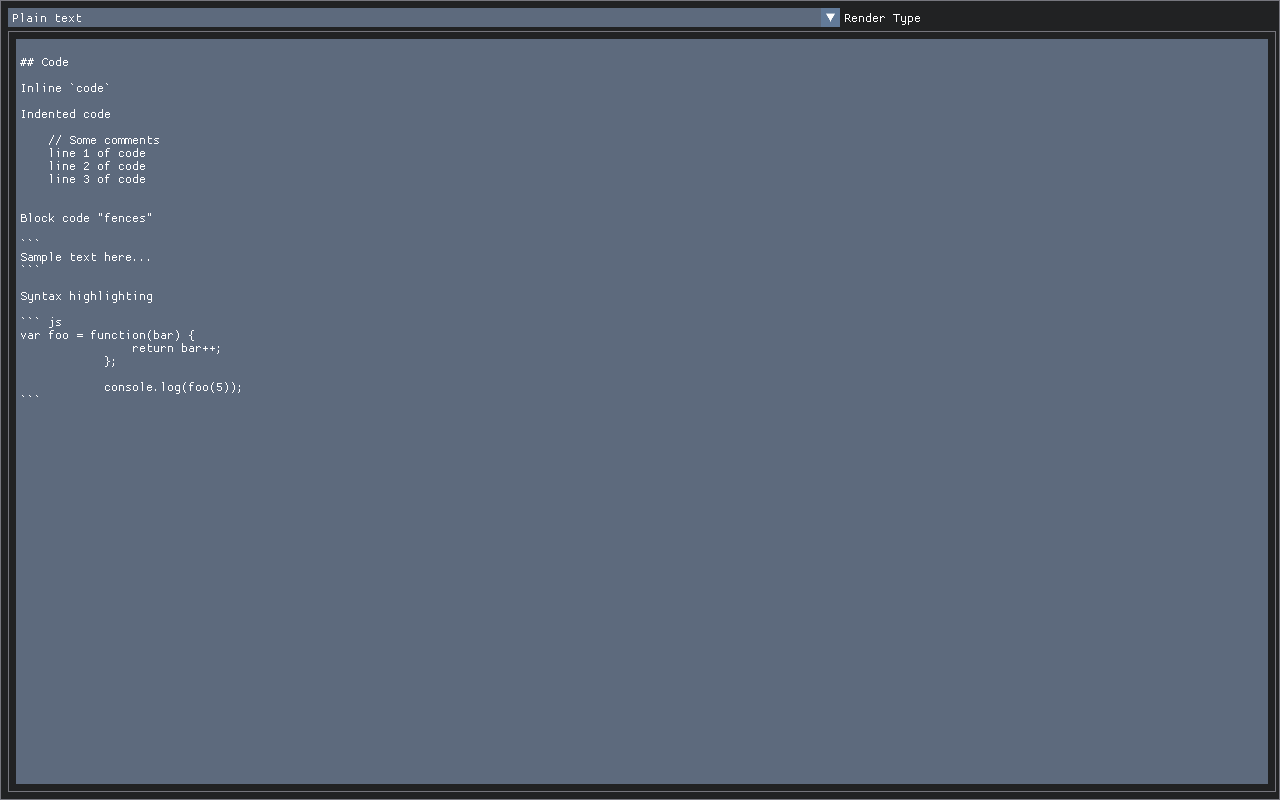 Plain text
Render Type
## Code
Inline `code`
Indented code
    // Some comments
    line 1 of code
    line 2 of code
    line 3 of code
Block code "fences"
```
Sample text here...
```
Syntax highlighting
``` js
var foo = function(bar) {
                return bar++;
            };
            console.log(foo(5));
```